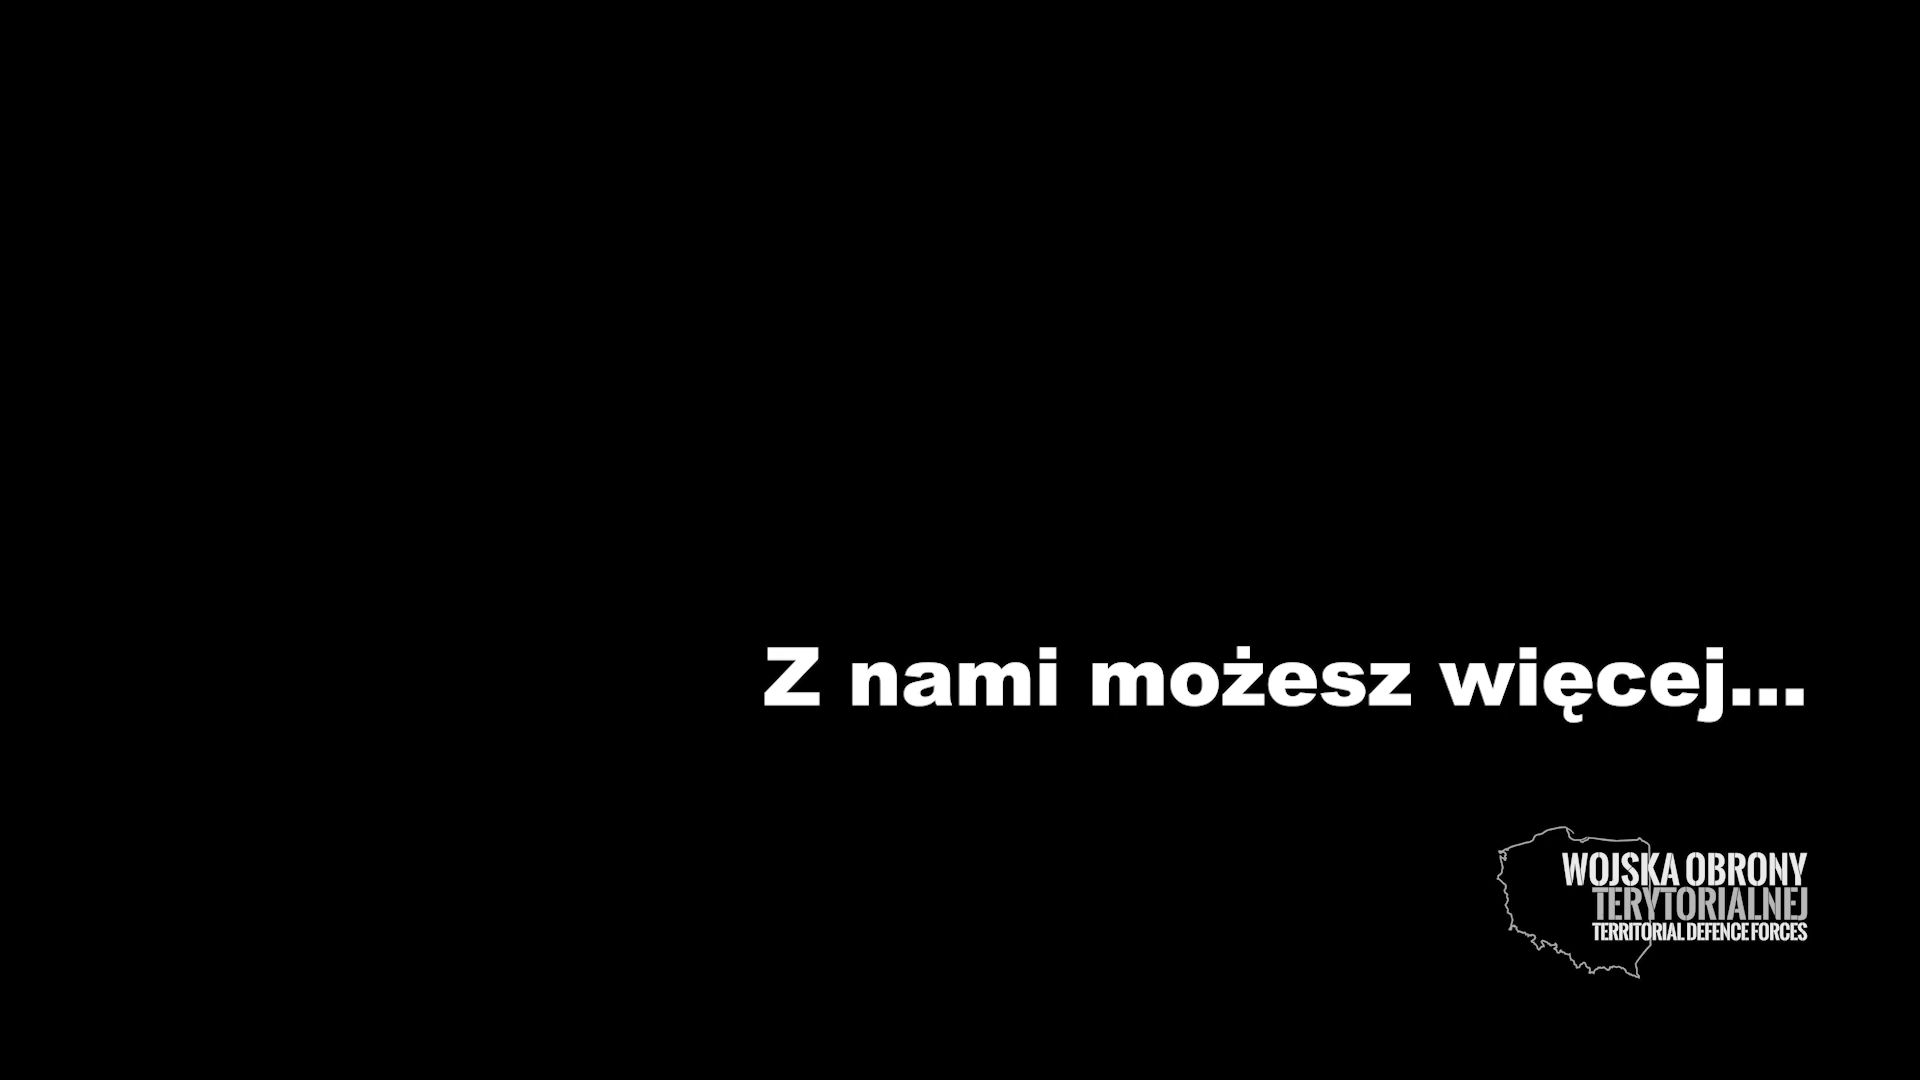 Z nami możesz więcej...
WOJSKA OBRONY
TERYTORIALNEJ
TERRITORIAL DEFENCE FORCES